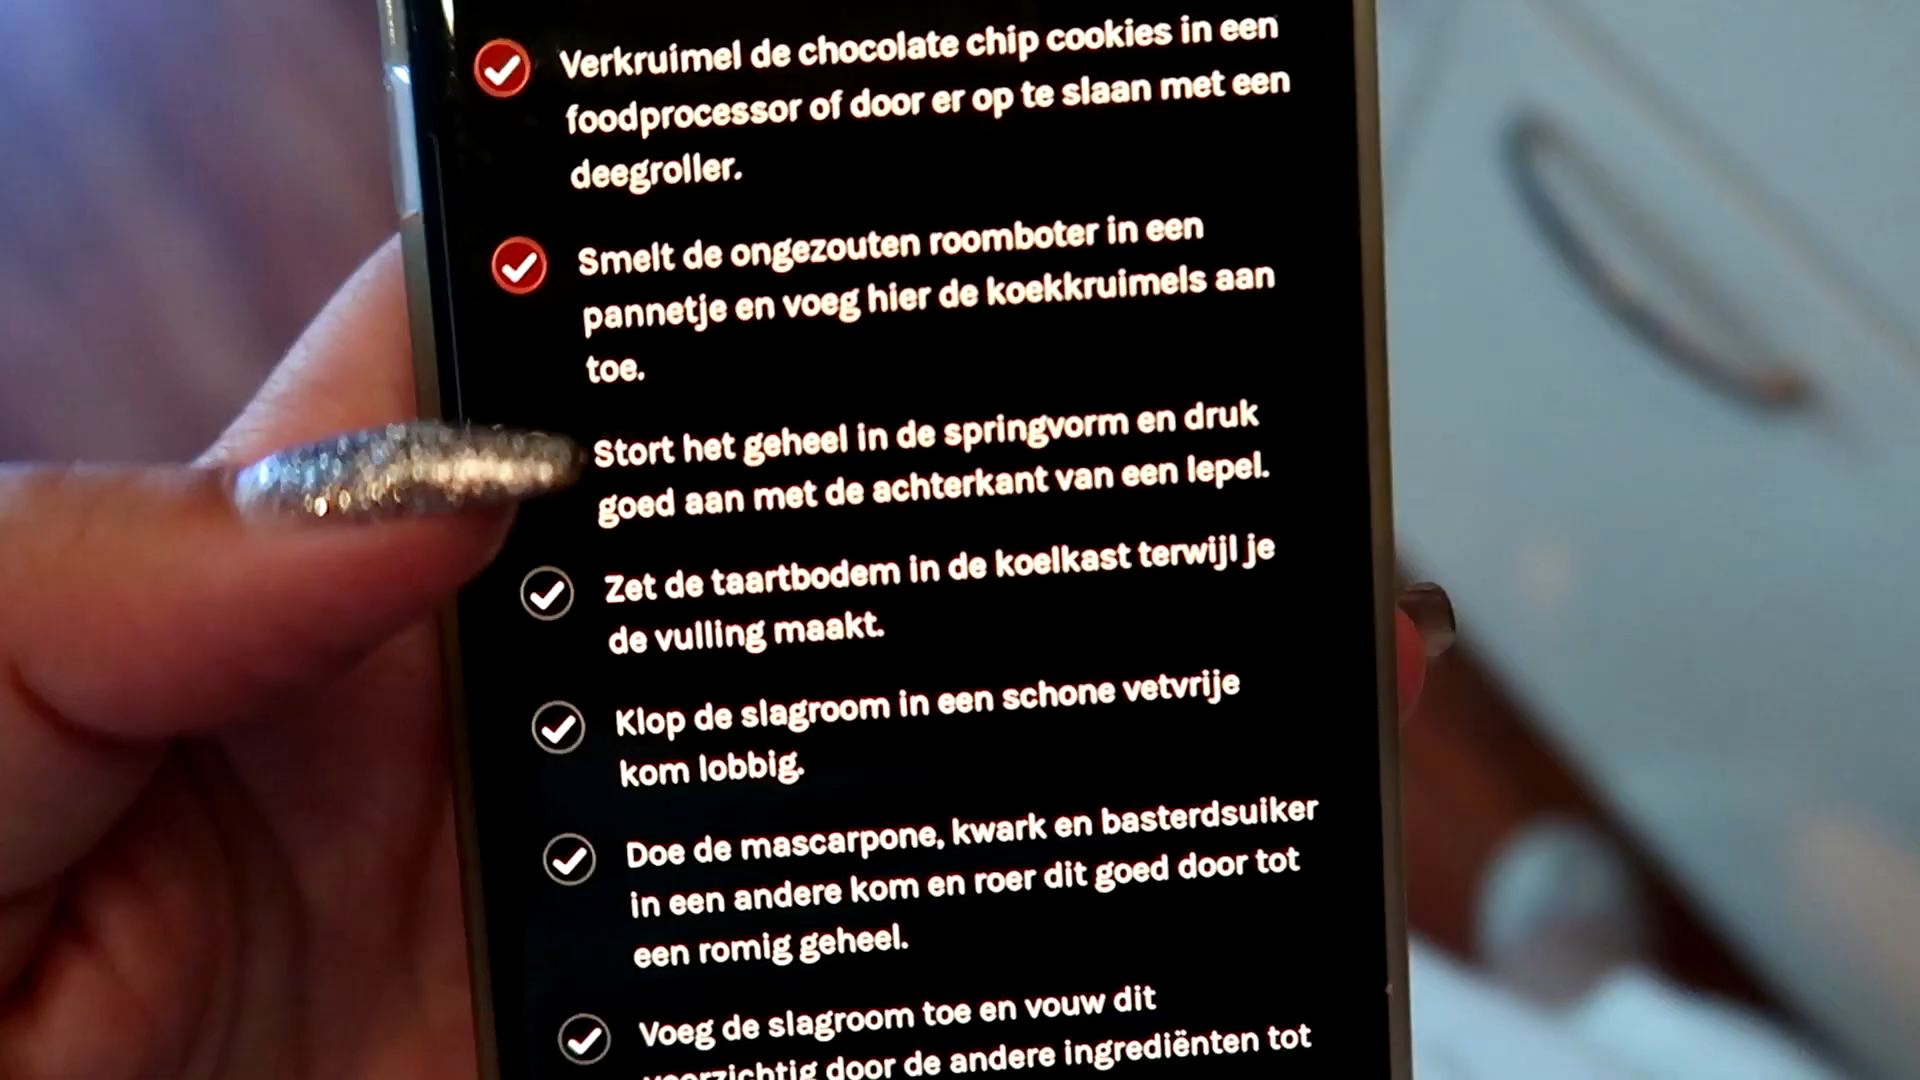 Verkruimel de chocolate chip cookies in een
foodprocessor of door er op te slaan met een
deegroller.
Smelt de ongezouten roomboter in een
pannetje en voeg hier de koekkruimels aan
toe.
Stort het geheel in de springvorm en druk
goed aan met de achterkant van een lepel.
Zet de taartbodem in de koelkast terwijl je
de vulling maakt.
Klop de slagroom in een schone vetvrije
kom lobbig.
Doe de mascarpone, kwark en basterdsuiker
in een andere kom en roer dit goed door tot
een romig geheel.
Voeg de slagroom toe en vouw dit
voorzichtig door de andere ingrediënten tot